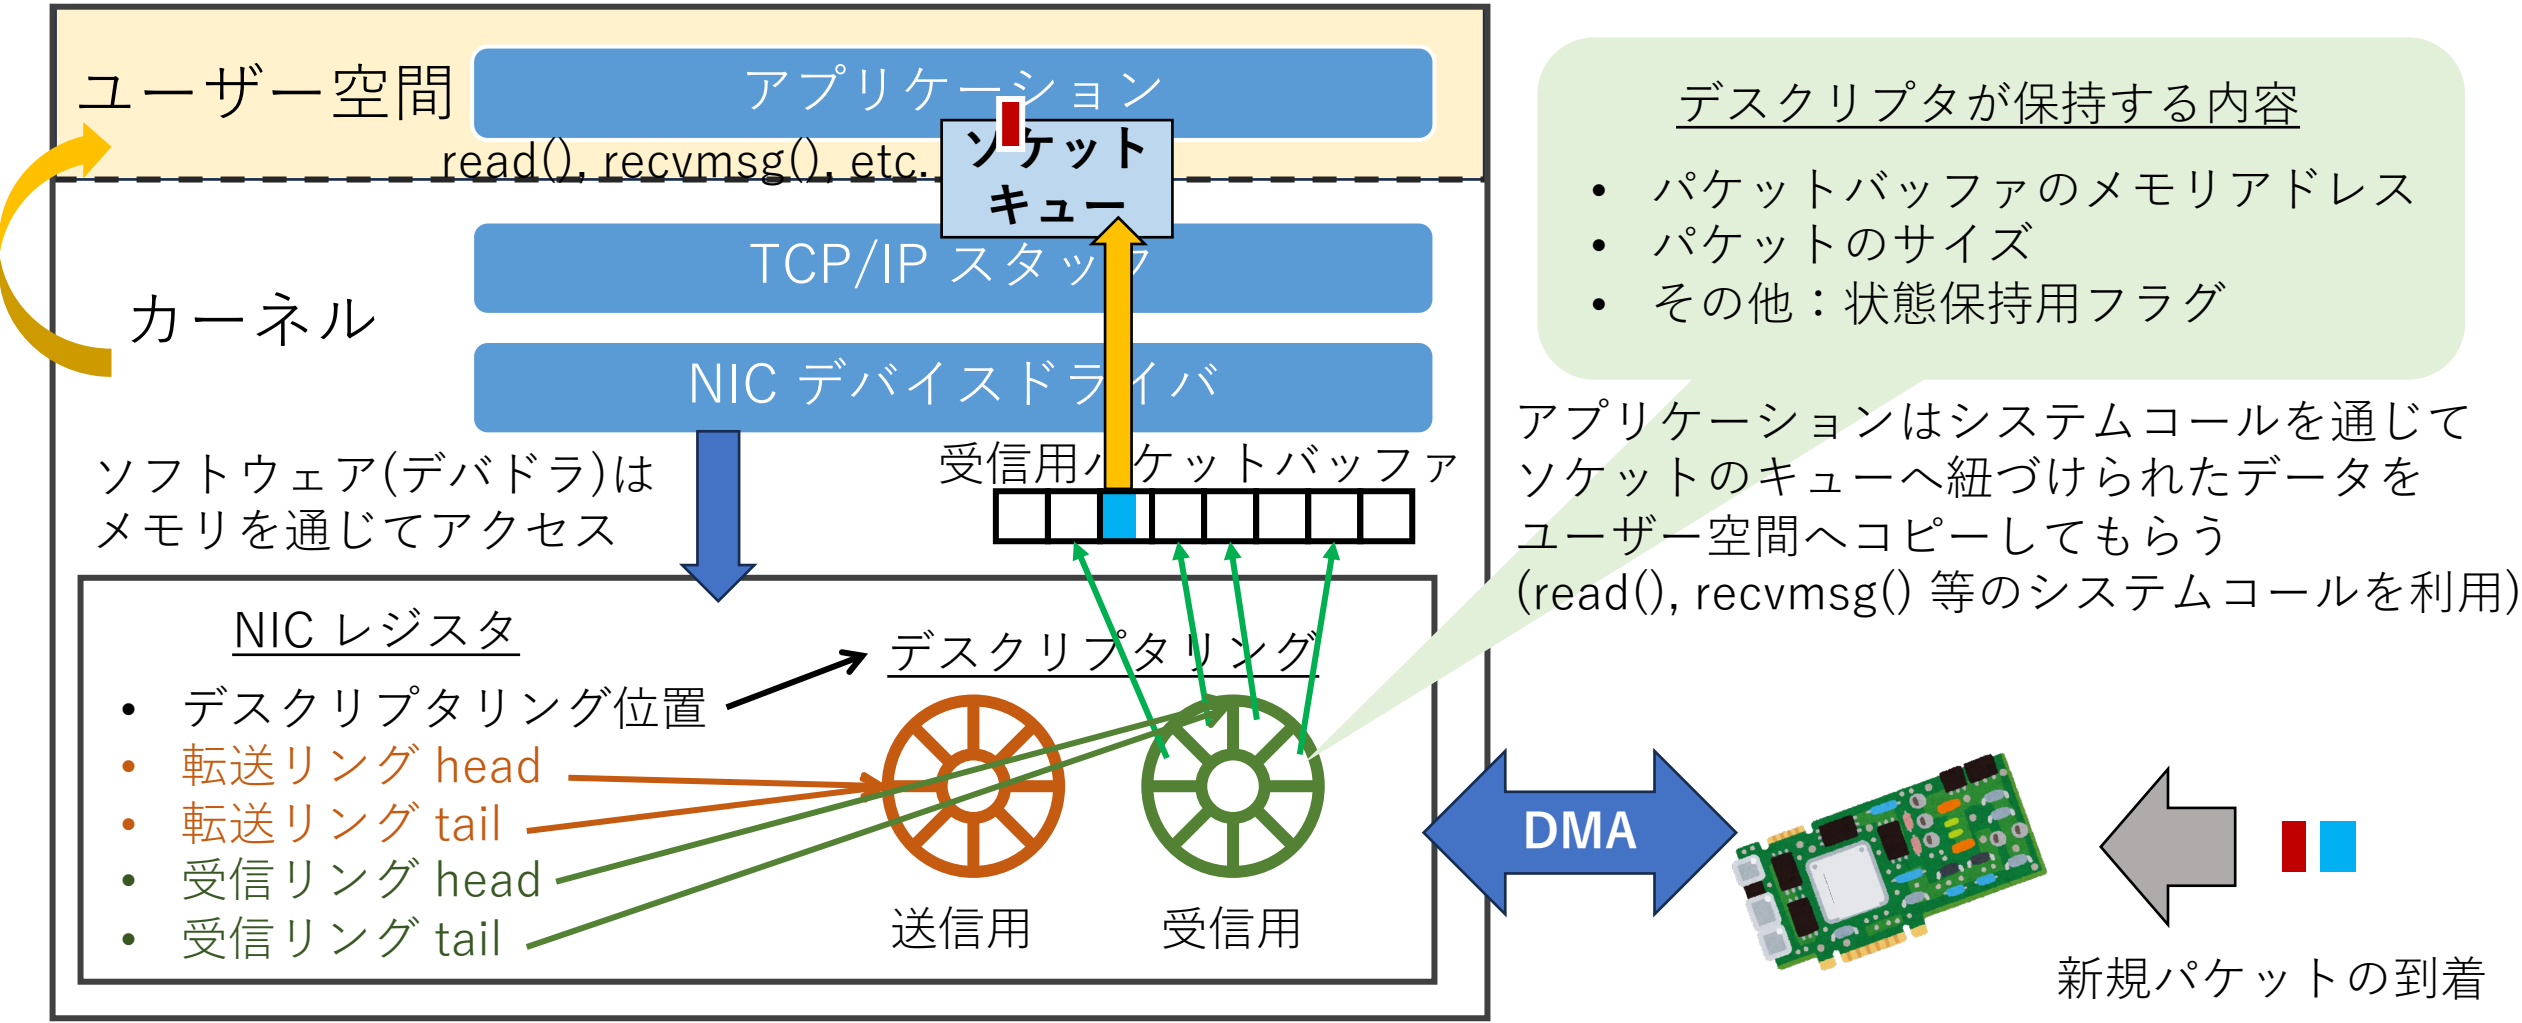 ユーザー空間
アプリケーション
read(), recvmsg(), etc.
ソケット
キュー
カーネル
TCP/IP スタック
NIC デバイスドライバ
ソフトウェア(デバドラ)は
メモリを通じてアクセス
受信用パケットバッファ
NIC レジスタ
• デスクリプタリング位置
• 転送リング head
• 転送リング tail
• 受信リング head
• 受信リング tail
デスクリプタリング
送信用
受信用
デスクリプタが保持する内容
• パケットバッファのメモリアドレス
• パケットのサイズ
• その他：状態保持用フラグ
アプリケーションはシステムコールを通じて
ソケットのキューへ紐づけられたデータを
ユーザー空間へコピーしてもらう
(read(), recvmsg() 等のシステムコールを利用)
DMA
新規パケットの到着